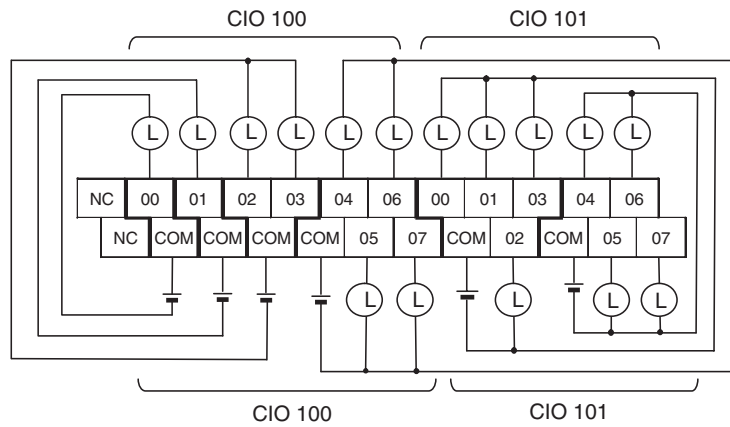 CIO 100 CIO 101
L L L L L L L L L L L
NC 00 01 02 03 04 06 00 01 03 04 06
NC COM COM COM COM 05 07 COM 02 COM 05 07
L L L L L
CIO 100 CIO 101